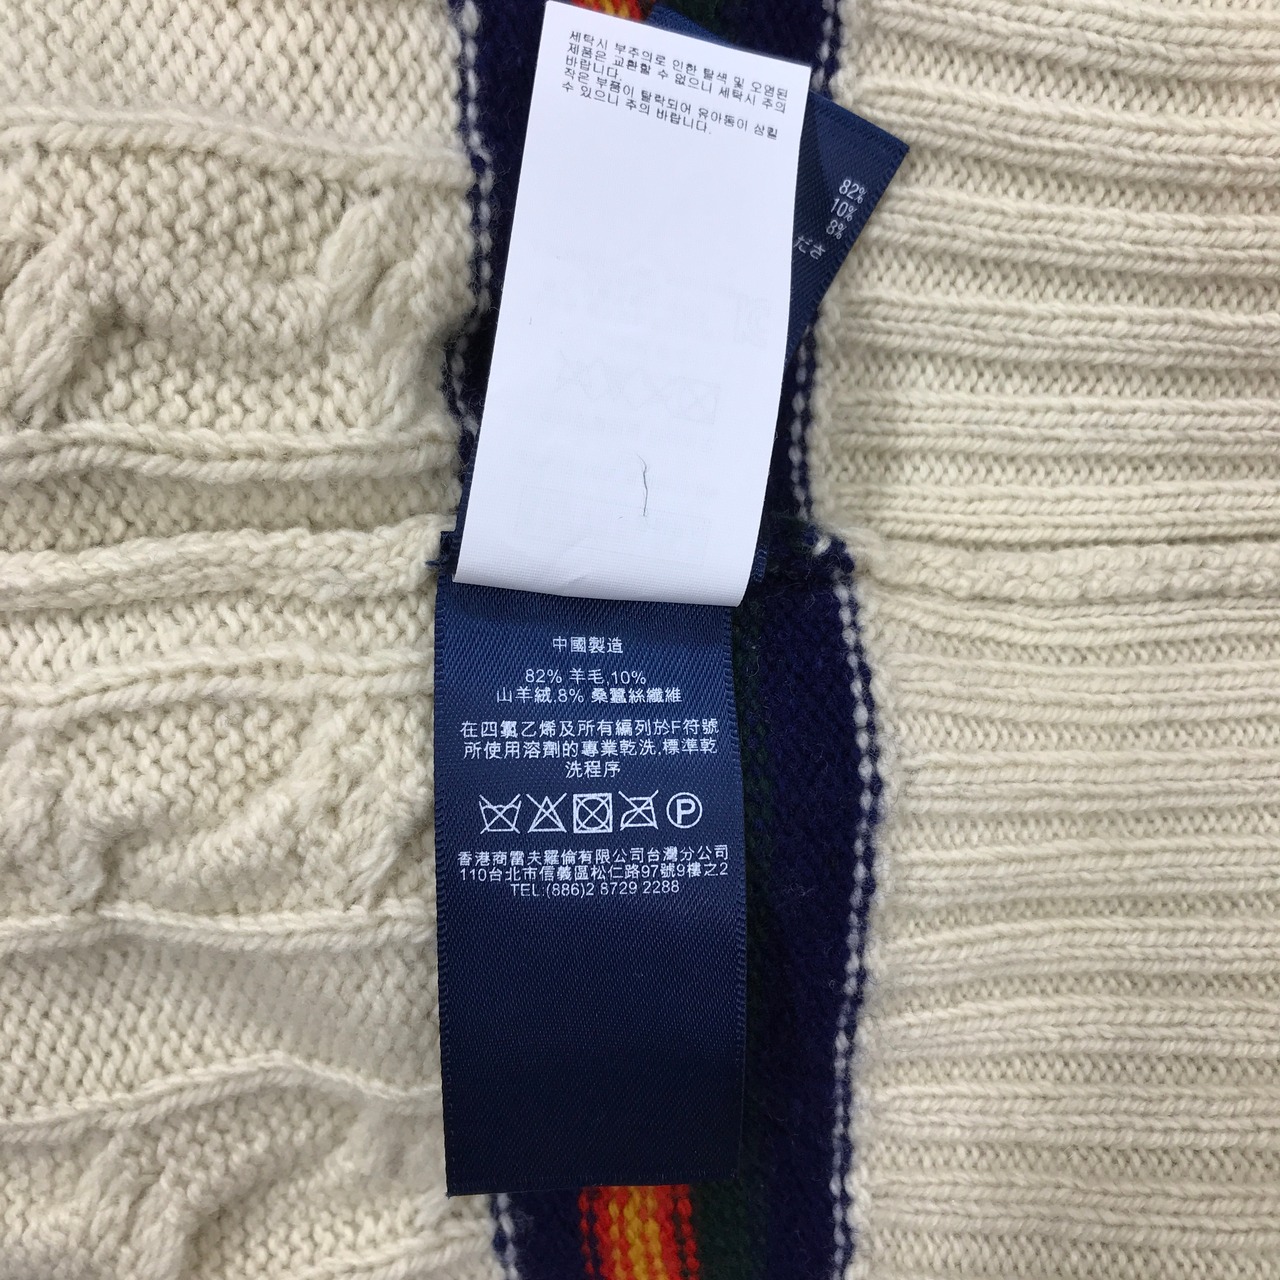 세탁시 부주의로 인한 탈색 및 오염된
제품은 교환할 수 없으니 세탁시 주의
바랍니다.
작은 부품이 탈락되어 유아동이 삼킬
수 있으니 주의 바랍니다.
82%
10%
8%
ださ
中國製造
82% 羊毛,10%
山羊絨,8% 桑蠶絲纖維
在四氯乙烯及所有編列於F符號
所使用溶劑的專業乾洗,標準乾
洗程序
P
香港商雷夫羅倫有限公司台灣分公司
110台北市信義區松仁路97號9樓之2
TEL:(886)2 8729 2288